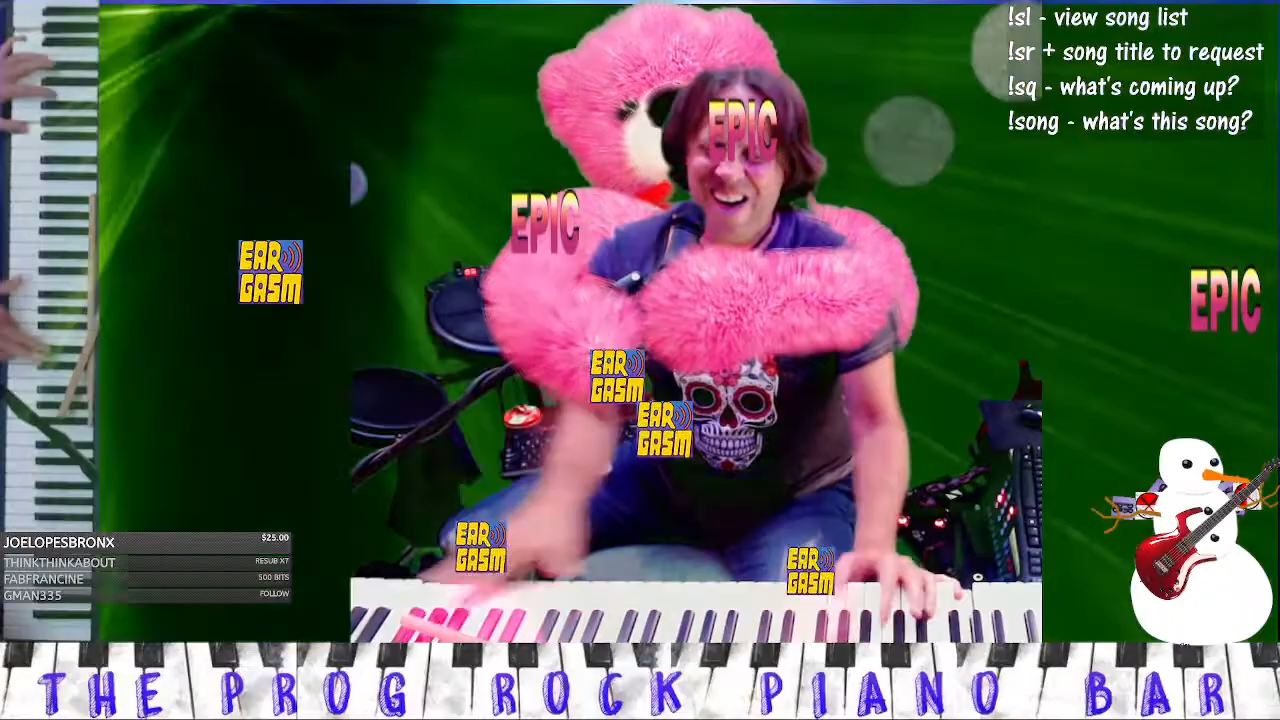 !sl - view song list
!sr + song title to request
!sq - what's coming up?
!song - what's this song?
EPIC
EPIC
EAR
GASM
EPIC
EAR
GASM
EAR
GASM
EAR
GASM
EAR
GASM
JOELOPESBRONX $25.00
THINKTHINKABOUT RESUB X7
FABFRANCINE 500 BITS
GMAN335 FOLLOW
THE PROG ROCK PIANO BAR